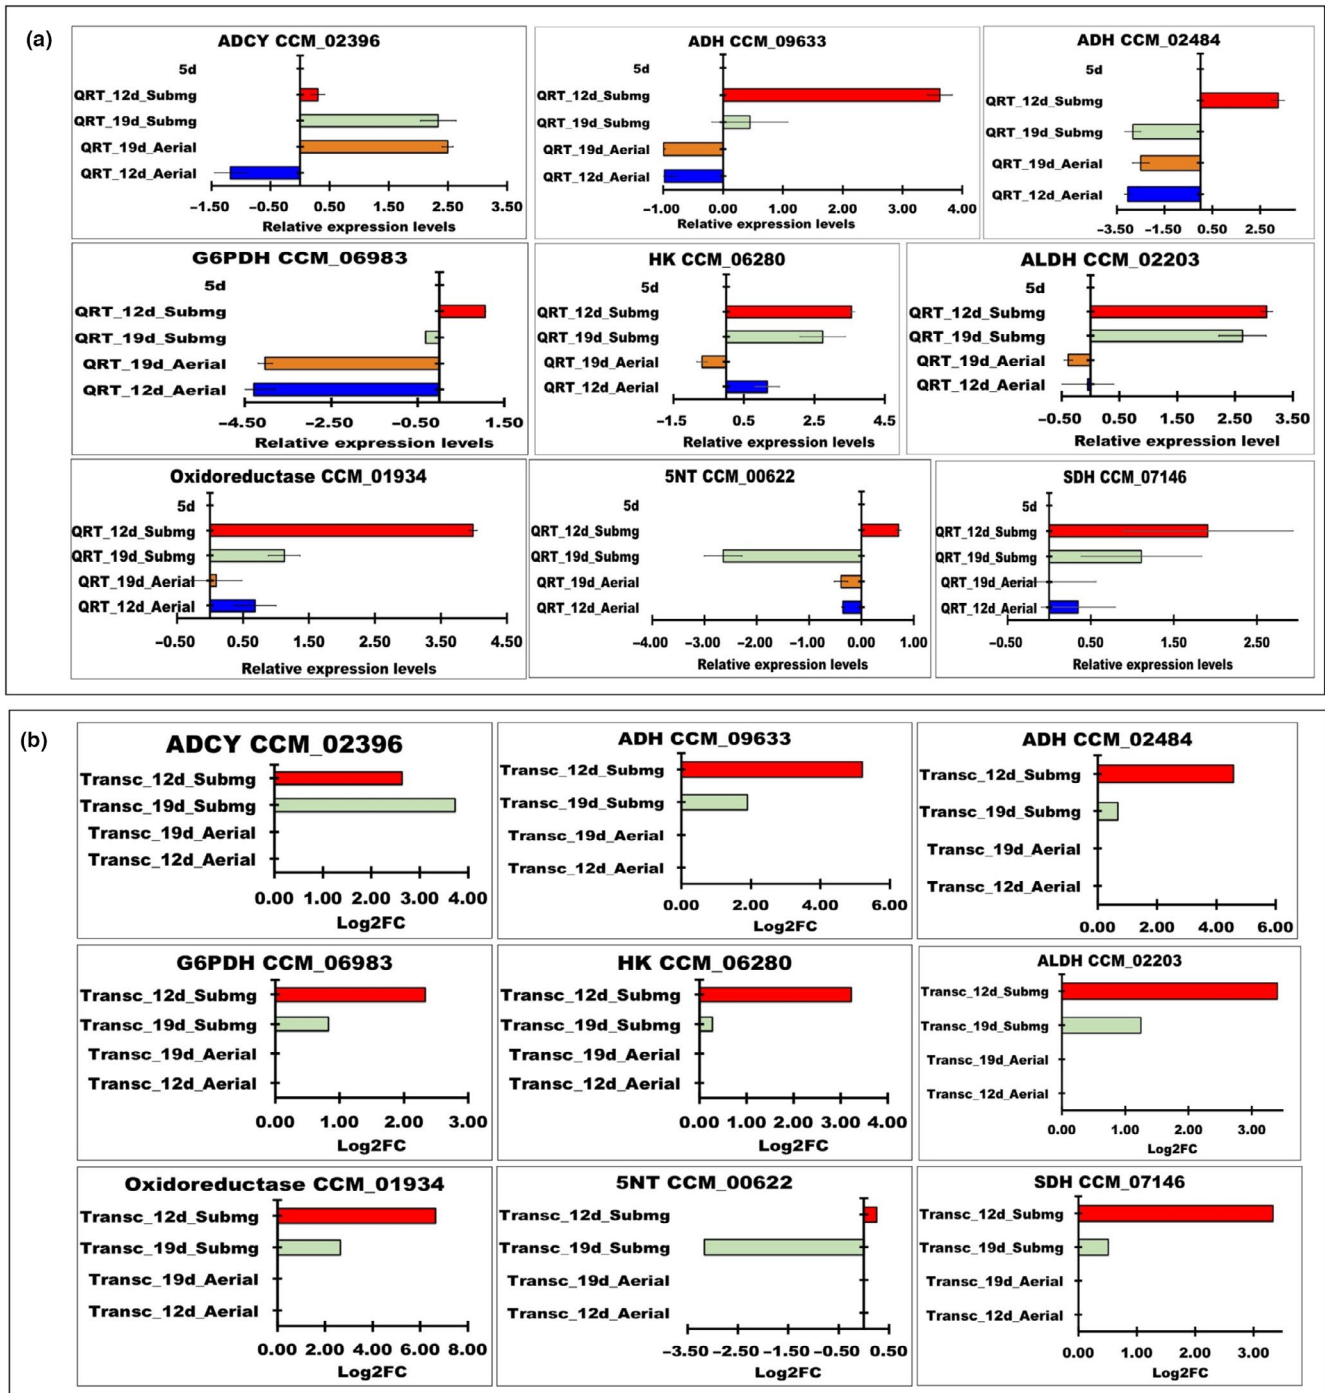 (a)
ADCY CCM_02396
5d
QRT_12d_Submg
QRT_19d_Submg
QRT_19d_Aerial
QRT_12d_Aerial
−1.50 −0.50 0.50 1.50 2.50 3.50
Relative expression levels
ADH CCM_09633
5d
QRT_12d_Submg
QRT_19d_Submg
QRT_19d_Aerial
QRT_12d_Aerial
−1.00 0.00 1.00 2.00 3.00 4.00
Relative expression levels
ADH CCM_02484
5d
QRT_12d_Submg
QRT_19d_Submg
QRT_19d_Aerial
QRT_12d_Aerial
−3.50 −1.50 0.50 2.50
Relative expression levels
G6PDH CCM_06983
5d
QRT_12d_Submg
QRT_19d_Submg
QRT_19d_Aerial
QRT_12d_Aerial
−4.50 −2.50 −0.50 1.50
Relative expression levels
HK CCM_06280
5d
QRT_12d_Submg
QRT_19d_Submg
QRT_19d_Aerial
QRT_12d_Aerial
−1.5 0.5 2.5 4.5
Relative expression levels
ALDH CCM_02203
5d
QRT_12d_Submg
QRT_19d_Submg
QRT_19d_Aerial
QRT_12d_Aerial
−0.50 0.50 1.50 2.50 3.50
Relative expression level
Oxidoreductase CCM_01934
5d
QRT_12d_Submg
QRT_19d_Submg
QRT_19d_Aerial
QRT_12d_Aerial
−0.50 0.50 1.50 2.50 3.50 4.50
Relative expression levels
5NT CCM_00622
5d
QRT_12d_Submg
QRT_19d_Submg
QRT_19d_Aerial
QRT_12d_Aerial
−4.00 −3.00 −2.00 −1.00 0.00 1.00
Relative expression levels
SDH CCM_07146
5d
QRT_12d_Submg
QRT_19d_Submg
QRT_19d_Aerial
QRT_12d_Aerial
−0.50 0.50 1.50 2.50
Relative expression levels
(b)
ADCY CCM_02396
Transc_12d_Submg
Transc_19d_Submg
Transc_19d_Aerial
Transc_12d_Aerial
0.00 1.00 2.00 3.00 4.00
Log2FC
ADH CCM_09633
Transc_12d_Submg
Transc_19d_Submg
Transc_19d_Aerial
Transc_12d_Aerial
0.00 2.00 4.00 6.00
Log2FC
ADH CCM_02484
Transc_12d_Submg
Transc_19d_Submg
Transc_19d_Aerial
Transc_12d_Aerial
0.00 2.00 4.00 6.00
Log2FC
G6PDH CCM_06983
Transc_12d_Submg
Transc_19d_Submg
Transc_19d_Aerial
Transc_12d_Aerial
0.00 1.00 2.00 3.00
Log2FC
HK CCM_06280
Transc_12d_Submg
Transc_19d_Submg
Transc_19d_Aerial
Transc_12d_Aerial
0.00 1.00 2.00 3.00 4.00
Log2FC
ALDH CCM_02203
Transc_12d_Submg
Transc_19d_Submg
Transc_19d_Aerial
Transc_12d_Aerial
0.00 1.00 2.00 3.00
Log2FC
Oxidoreductase CCM_01934
Transc_12d_Submg
Transc_19d_Submg
Transc_19d_Aerial
Transc_12d_Aerial
0.00 2.00 4.00 6.00 8.00
Log2FC
5NT CCM_00622
Transc_12d_Submg
Transc_19d_Submg
Transc_19d_Aerial
Transc_12d_Aerial
−3.50 −2.50 −1.50 −0.50 0.50
Log2FC
SDH CCM_07146
Transc_12d_Submg
Transc_19d_Submg
Transc_19d_Aerial
Transc_12d_Aerial
0.00 1.00 2.00 3.00
Log2FC